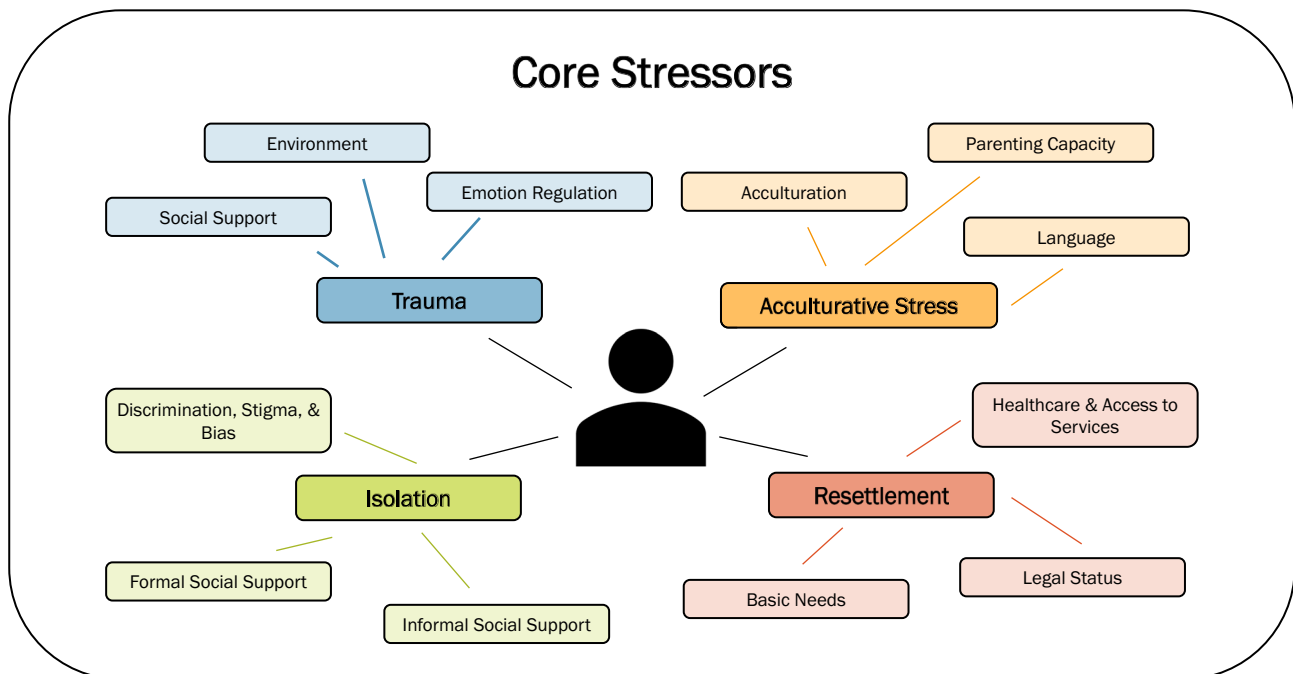 Core Stressors
Environment
Emotion Regulation
Social Support
Trauma
Parenting Capacity
Acculturation
Language
Acculturative Stress
Discrimination, Stigma, &
Bias
Isolation
Formal Social Support
Informal Social Support
Healthcare & Access to
Services
Resettlement
Legal Status
Basic Needs